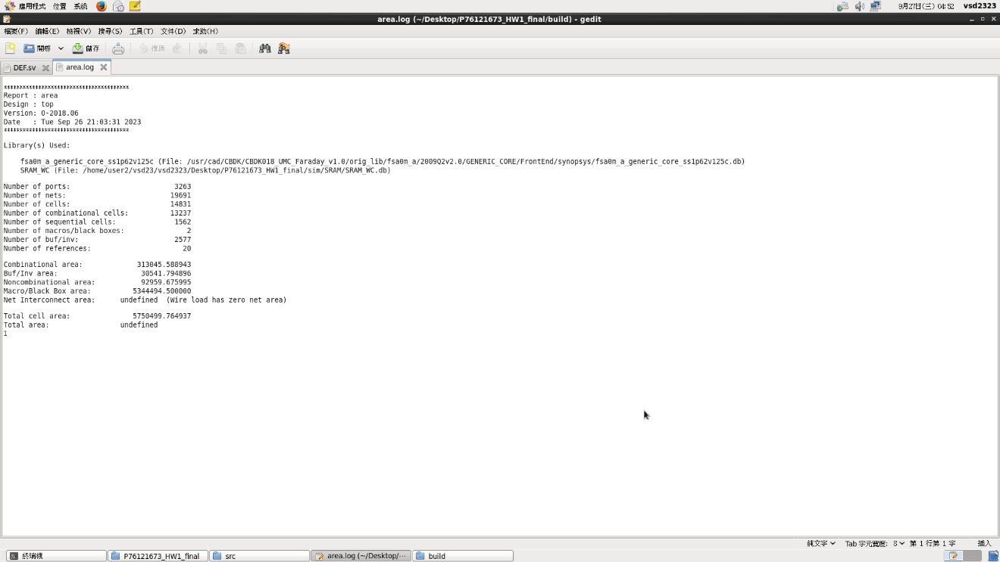 應用程式 位置 系統 9月27日(三) 04:52 vsd2323
area.log (~/Desktop/P76121673_HW1_final/build) - gedit
檔案(F) 編輯(E) 檢視(V) 搜尋(S) 工具(T) 文件(D) 求助(H)
開啟 儲存 復原
DEF.sv area.log
****************************************
Report : area
Design : top
Version: O-2018.06
Date   : Tue Sep 26 21:03:31 2023
****************************************
Library(s) Used:
fsa0m_a_generic_core_ss1p62v125c (File: /usr/cad/CBDK/CBDK018_UMC_Faraday_v1.0/orig_lib/fsa0m_a/2009Q2v2.0/GENERIC_CORE/FrontEnd/synopsys/fsa0m_a_generic_core_ss1p62v125c.db)
SRAM_WC (File: /home/user2/vsd23/vsd2323/Desktop/P76121673_HW1_final/sim/SRAM/SRAM_WC.db)
Number of ports: 3263
Number of nets: 19691
Number of cells: 14831
Number of combinational cells: 13237
Number of sequential cells: 1562
Number of macros/black boxes: 2
Number of buf/inv: 2577
Number of references: 20
Combinational area: 313045.588943
Buf/Inv area: 30541.794896
Noncombinational area: 92959.675995
Macro/Black Box area: 5344494.500000
Net Interconnect area: undefined (Wire load has zero net area)
Total cell area: 5750499.764937
Total area: undefined
1
純文字 Tab 字元寬度: 8 第 1 行第 1 字 插入
終端機 P76121673_HW1_final src area.log (~/Desktop/··· build